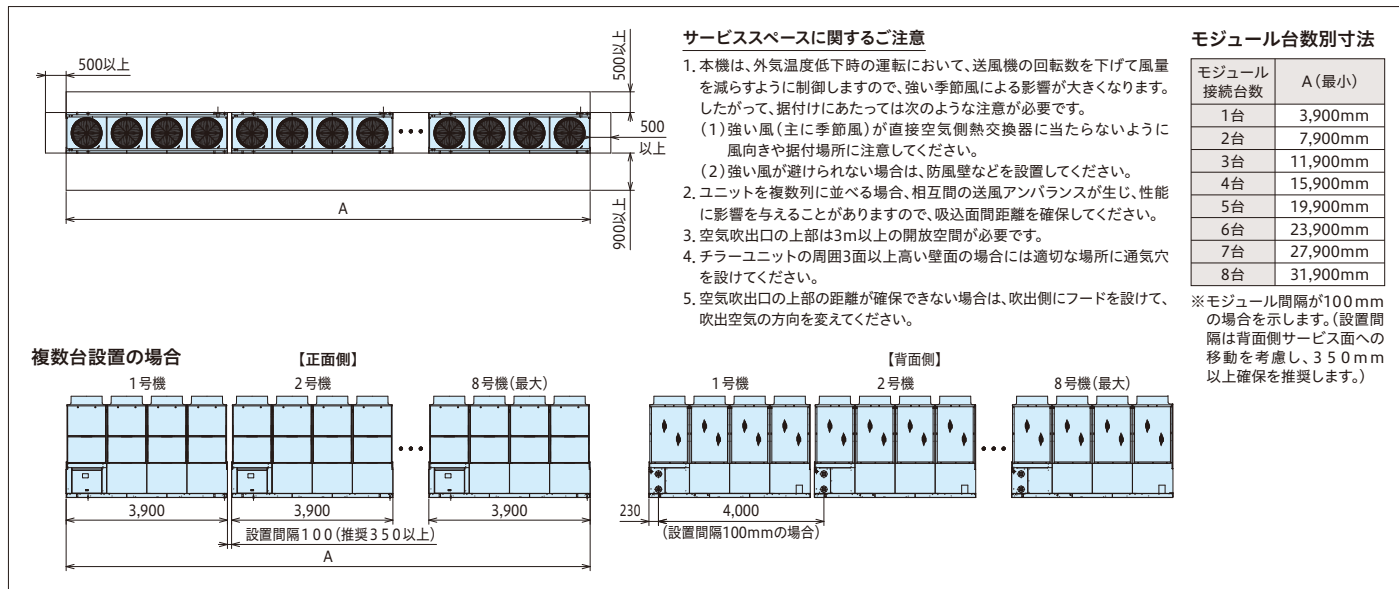 500以上
500以上
500
以上
A
900以上
サービススペースに関するご注意
1. 本機は、外気温度低下時の運転において、送風機の回転数を下げて風量
を減らすように制御しますので、強い季節風による影響が大きくなります。
したがって、据付けにあたっては次のような注意が必要です。
(1)強い風(主に季節風)が直接空気側熱交換器に当たらないように
風向きや据付場所に注意してください。
(2)強い風が避けられない場合は、防風壁などを設置してください。
2. ユニットを複数列に並べる場合、相互間の送風アンバランスが生じ、性能
に影響を与えることがありますので、吸込面間距離を確保してください。
3. 空気吹出口の上部は3m以上の開放空間が必要です。
4. チラーユニットの周囲3面以上高い壁面の場合には適切な場所に通気穴
を設けてください。
5. 空気吹出口の上部の距離が確保できない場合は、吹出側にフードを設けて、
吹出空気の方向を変えてください。
モジュール台数別寸法
モジュール
接続台数 A(最小)
1台 3,900mm
2台 7,900mm
3台 11,900mm
4台 15,900mm
5台 19,900mm
6台 23,900mm
7台 27,900mm
8台 31,900mm
※モジュール間隔が100mm
の場合を示します。(設置間
隔は背面側サービス面への
移動を考慮し、350mm
以上確保を推奨します。)
複数台設置の場合
【正面側】
1号機 2号機 8号機(最大)
3,900 3,900 3,900
設置間隔100(推奨350以上)
A
【背面側】
1号機 2号機 8号機(最大)
230 4,000
(設置間隔100mmの場合)